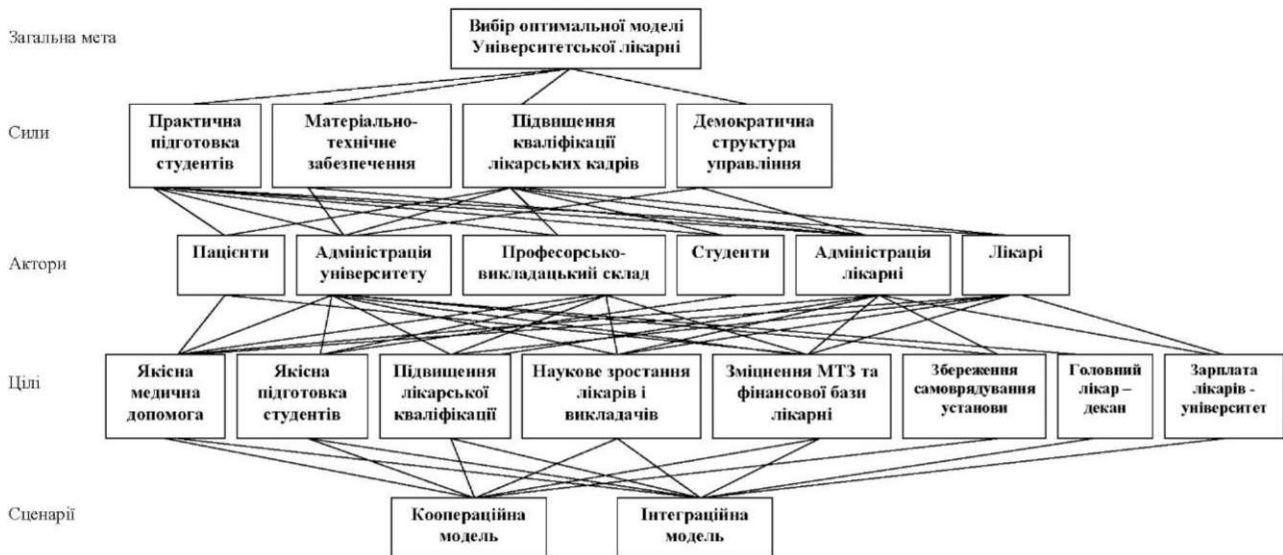 Загальна мета
Вибір оптимальної моделі
Університетської лікарні
Сили
Практична
підготовка
студентів
Матеріально-
технічне
забезпечення
Підвищення
кваліфікації
лікарських кадрів
Демократична
структура
управління
Актори
Пацієнти
Адміністрація
університету
Професорсько-
викладацький склад
Студенти
Адміністрація
лікарні
Лікарі
Цілі
Якісна
медична
допомога
Якісна
підготовка
студентів
Підвищення
лікарської
кваліфікації
Наукове зростання
лікарів і
викладачів
Зміцнення МТЗ та
фінансової бази
лікарні
Збереження
самоврядування
установи
Головний
лікар –
декан
Зарплата
лікарів -
університет
Сценарії
Коопераційна
модель
Інтеграційна
модель